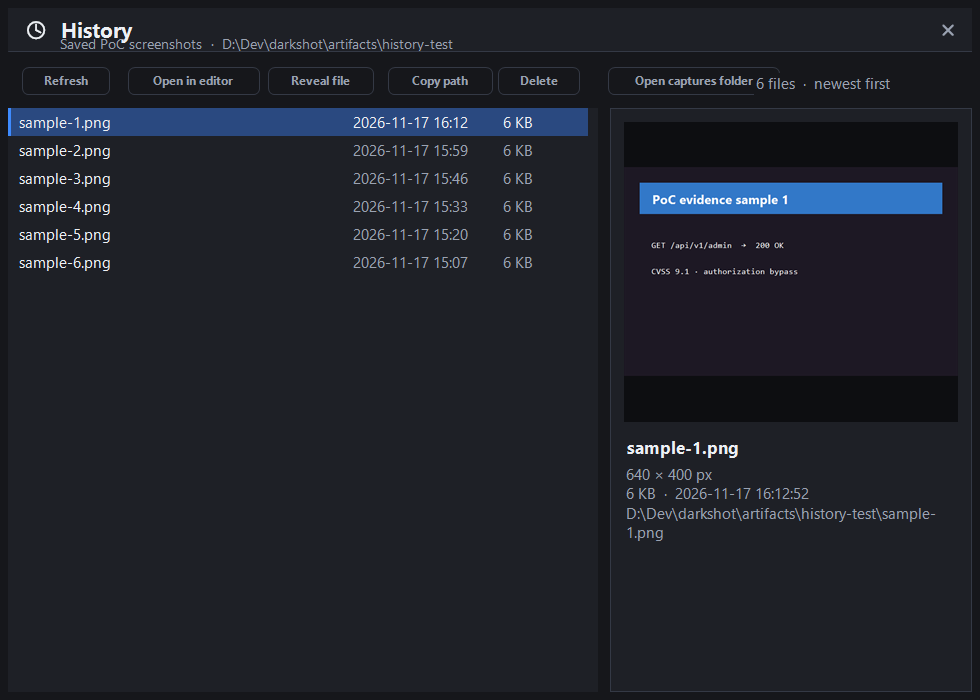 History
Saved PoC screenshots · D:\Dev\darkshot\artifacts\history-test
Refresh Open in editor Reveal file Copy path Delete Open captures folder 6 files · newest first
sample-1.png 2026-11-17 16:12 6 KB
sample-2.png 2026-11-17 15:59 6 KB
sample-3.png 2026-11-17 15:46 6 KB
sample-4.png 2026-11-17 15:33 6 KB
sample-5.png 2026-11-17 15:20 6 KB
sample-6.png 2026-11-17 15:07 6 KB
PoC evidence sample 1
GET /api/v1/admin → 200 OK
CVSS 9.1 · authorization bypass
sample-1.png
640 × 400 px
6 KB · 2026-11-17 16:12:52
D:\Dev\darkshot\artifacts\history-test\sample-
1.png